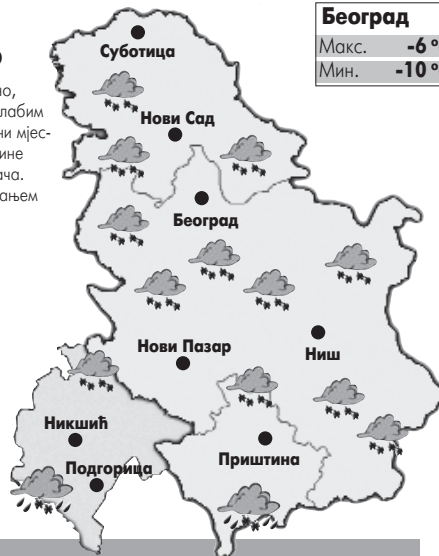 Београд
Макс. -6 °
Мин. -10 °
Суботица
Нови Сад
Београд
Нови Пазар
Ниш
Никшић
Приштина
Подгорица